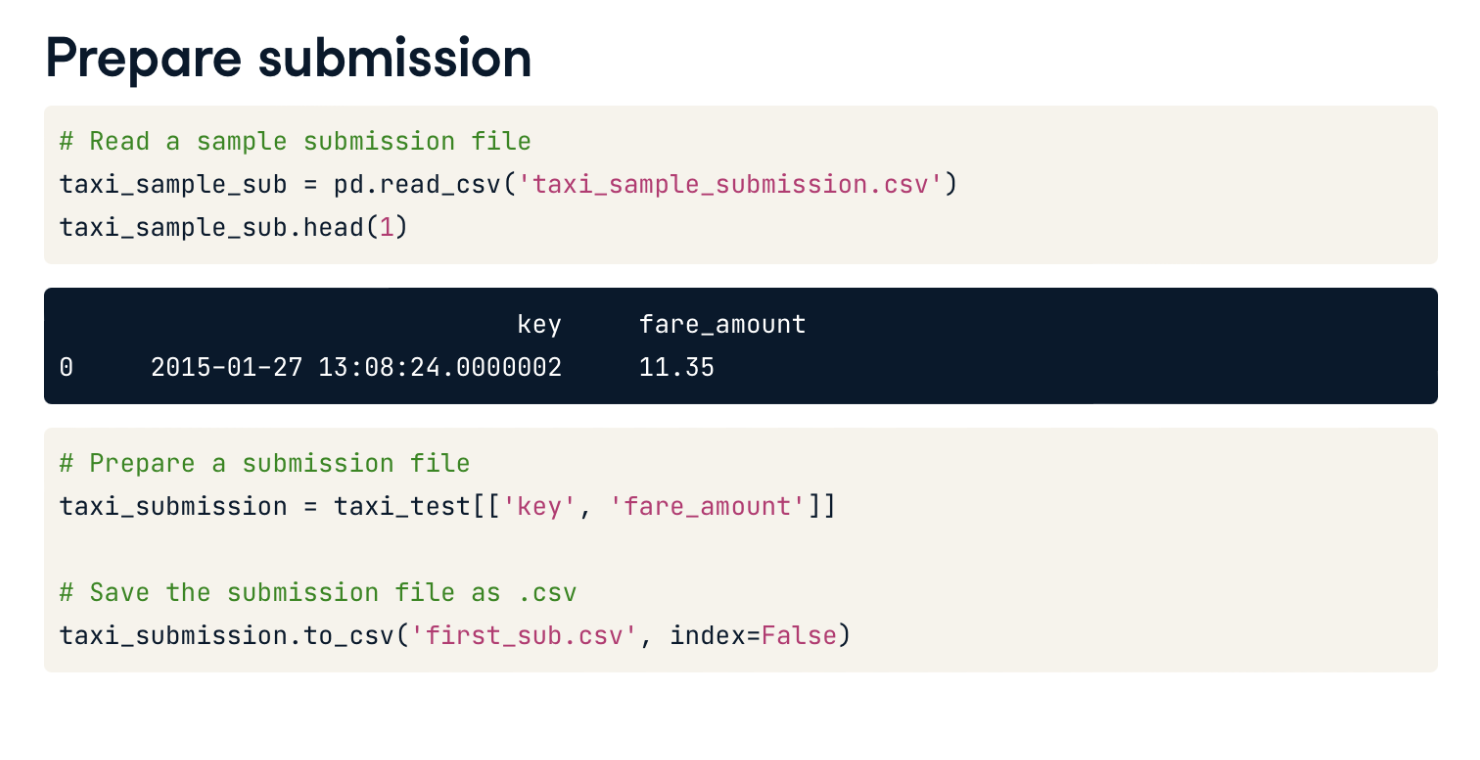 Prepare submission
# Read a sample submission file
taxi_sample_sub = pd.read_csv('taxi_sample_submission.csv')
taxi_sample_sub.head(1)
key fare_amount
0 2015-01-27 13:08:24.0000002 11.35
# Prepare a submission file
taxi_submission = taxi_test[['key', 'fare_amount']]
# Save the submission file as .csv
taxi_submission.to_csv('first_sub.csv', index=False)